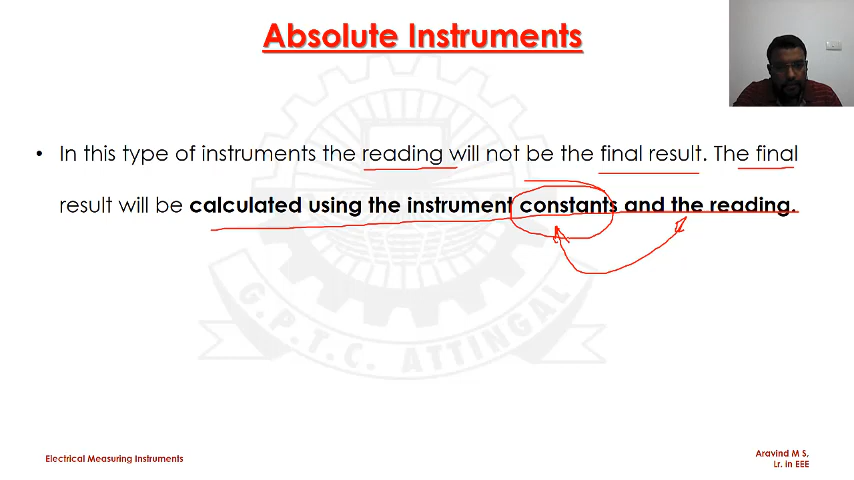 Absolute Instruments
• In this type of instruments the reading will not be the final result. The final
result will be calculated using the instrument constants and the reading.
G.P.T.C. ATTINGAL
Electrical Measuring Instruments
Aravind M S,
Lr. in EEE